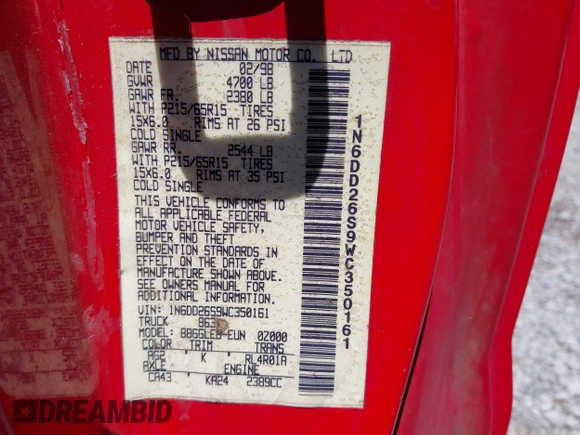 MFD BY NISSAN MOTOR CO. LTD
DATE 02/98
GVWR 4700 LB
GAWR FR. 2380 LB
WITH P215/65R15 TIRES
15X6.0 RIMS AT 26 PSI
COLD SINGLE
GAWR RR. 2544 LB
WITH P215/65R15 TIRES
15X6.0 RIMS AT 35 PSI
COLD SINGLE
THIS VEHICLE CONFORMS TO
ALL APPLICABLE FEDERAL
MOTOR VEHICLE SAFETY,
BUMPER AND THEFT
PREVENTION STANDARDS IN
EFFECT ON THE DATE OF
MANUFACTURE SHOWN ABOVE.
SEE OWNERS MANUAL FOR
ADDITIONAL INFORMATION.
VIN: 1N6DD26S9WC350161
TRUCK 863
MODEL: BB66LEB-EUN 0Z000
COLOR TRIM TRANS
AG2 K RL4R01A
AXLE ENGINE
CA43 KA24 2389CC
1N6DD26S9WC350161
DREAMBID